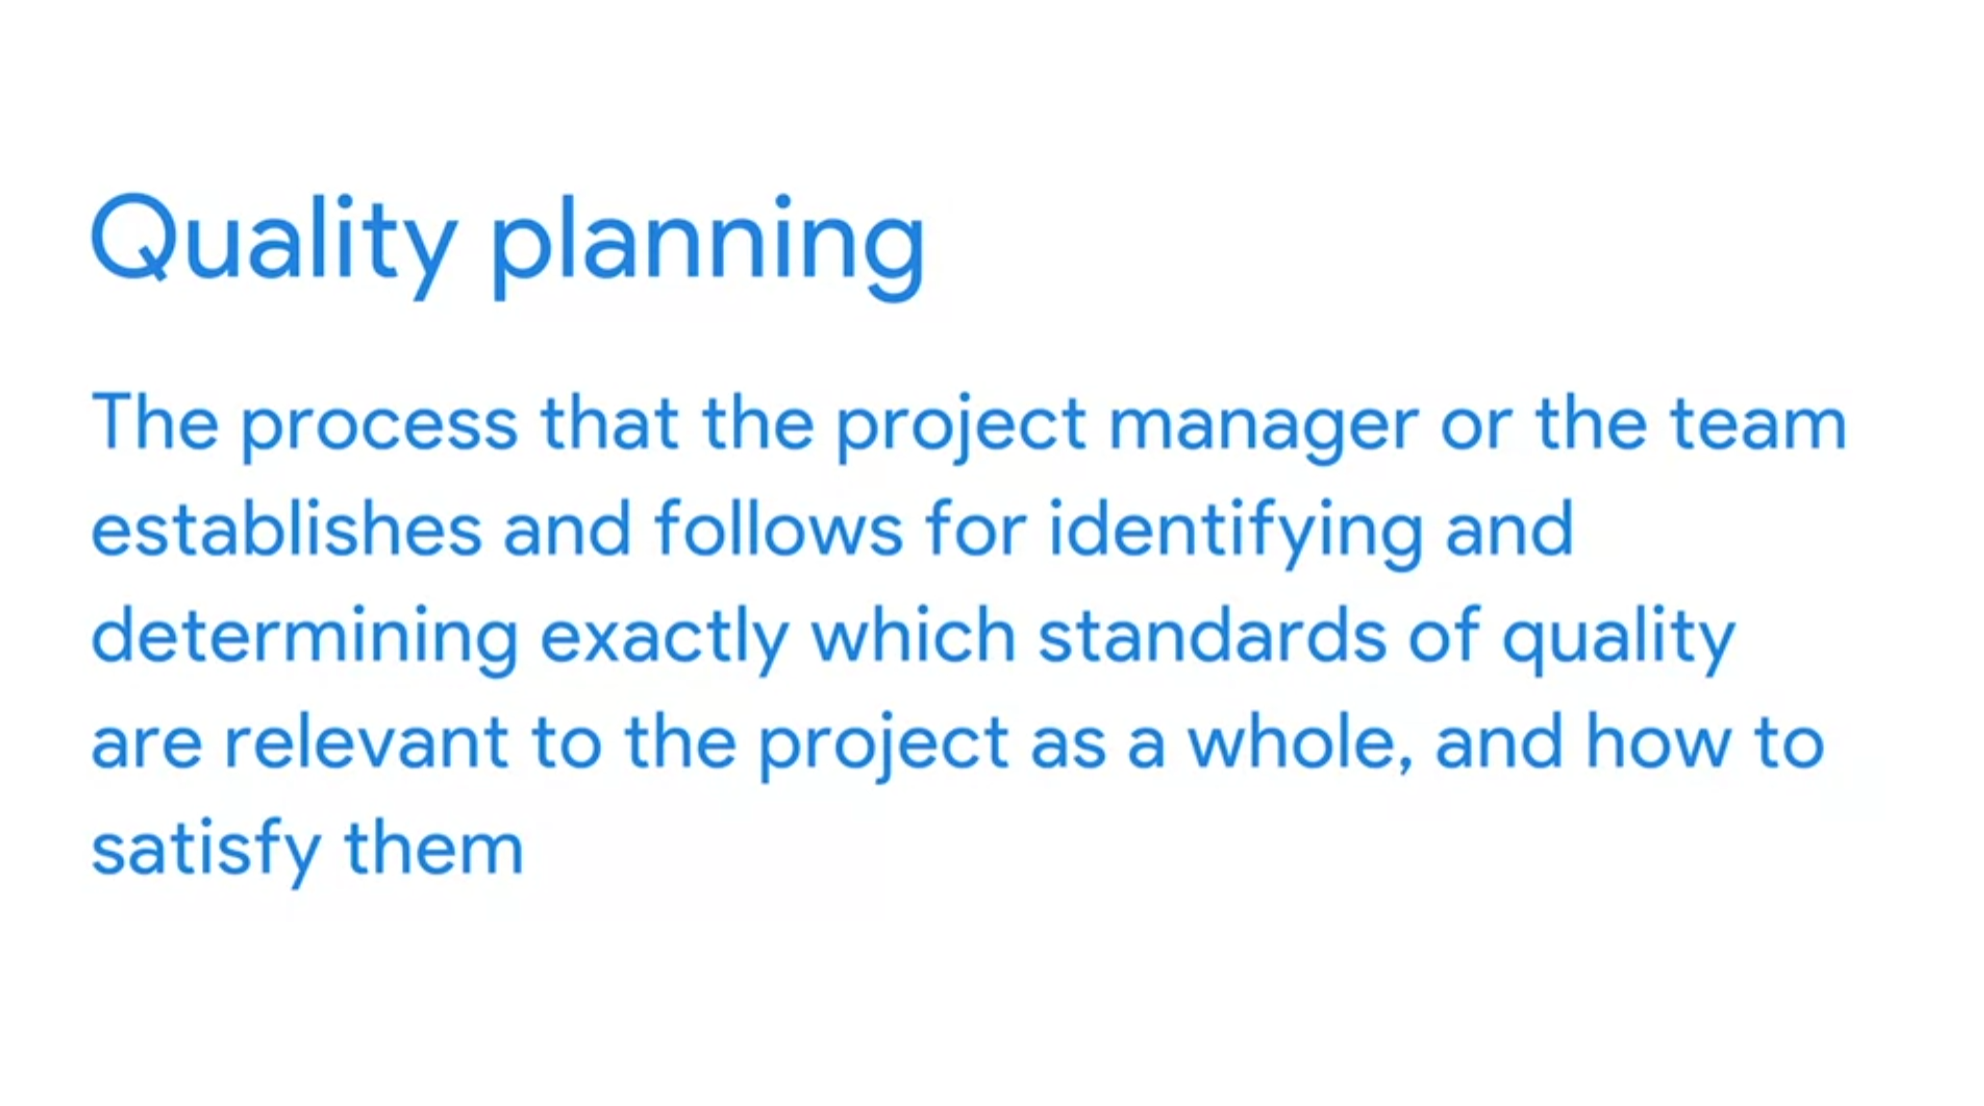 Quality planning
The process that the project manager or the team
establishes and follows for identifying and
determining exactly which standards of quality
are relevant to the project as a whole, and how to
satisfy them